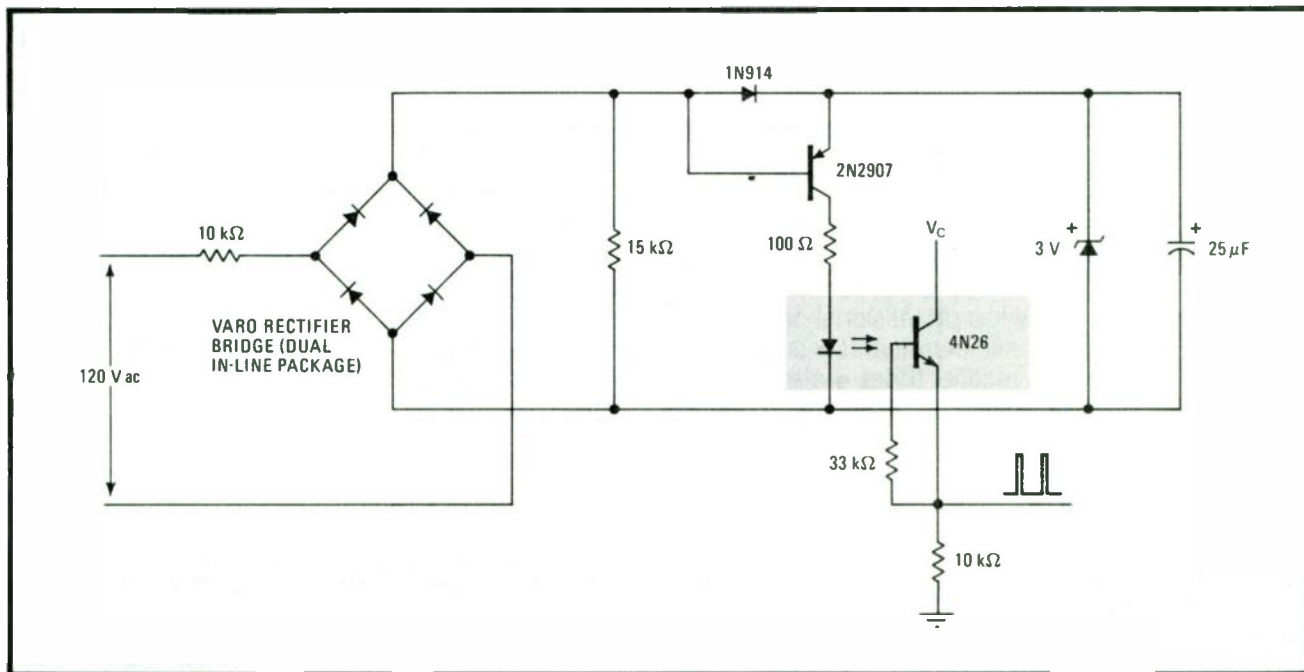 1N914
2N2907
10 kΩ
15 kΩ
100 Ω
V_C
3 V
+
+
25 μF
VARO RECTIFIER
BRIDGE (DUAL
IN-LINE PACKAGE)
4N26
120 V ac
33 kΩ
10 kΩ